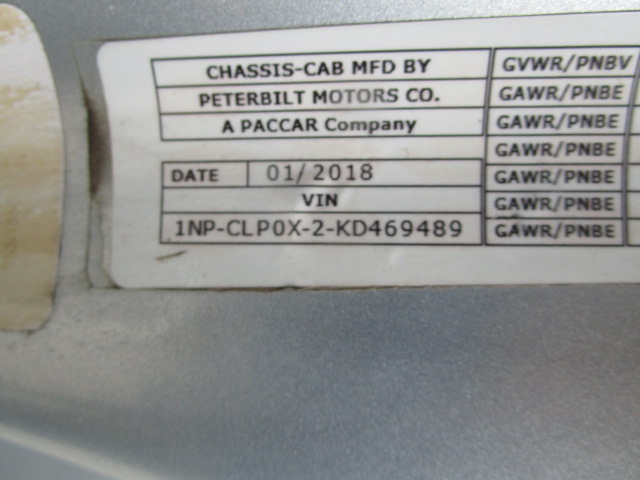 CHASSIS-CAB MFD BY
PETERBILT MOTORS CO.
A PACCAR Company
DATE 01/2018
VIN
1NP-CLP0X-2-KD469489
GVWR/PNBV
GAWR/PNBE
GAWR/PNBE
GAWR/PNBE
GAWR/PNBE
GAWR/PNBE
GAWR/PNBE